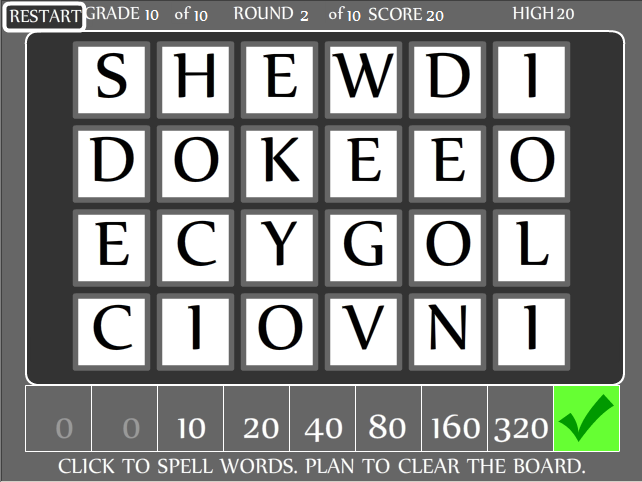 RESTART GRADE 10 of 10 ROUND 2 of 10 SCORE 20 HIGH 20
S H E W D I
D O K E E O
E C Y G O L
C I O V N I
0 0 10 20 40 80 160 320
CLICK TO SPELL WORDS. PLAN TO CLEAR THE BOARD.